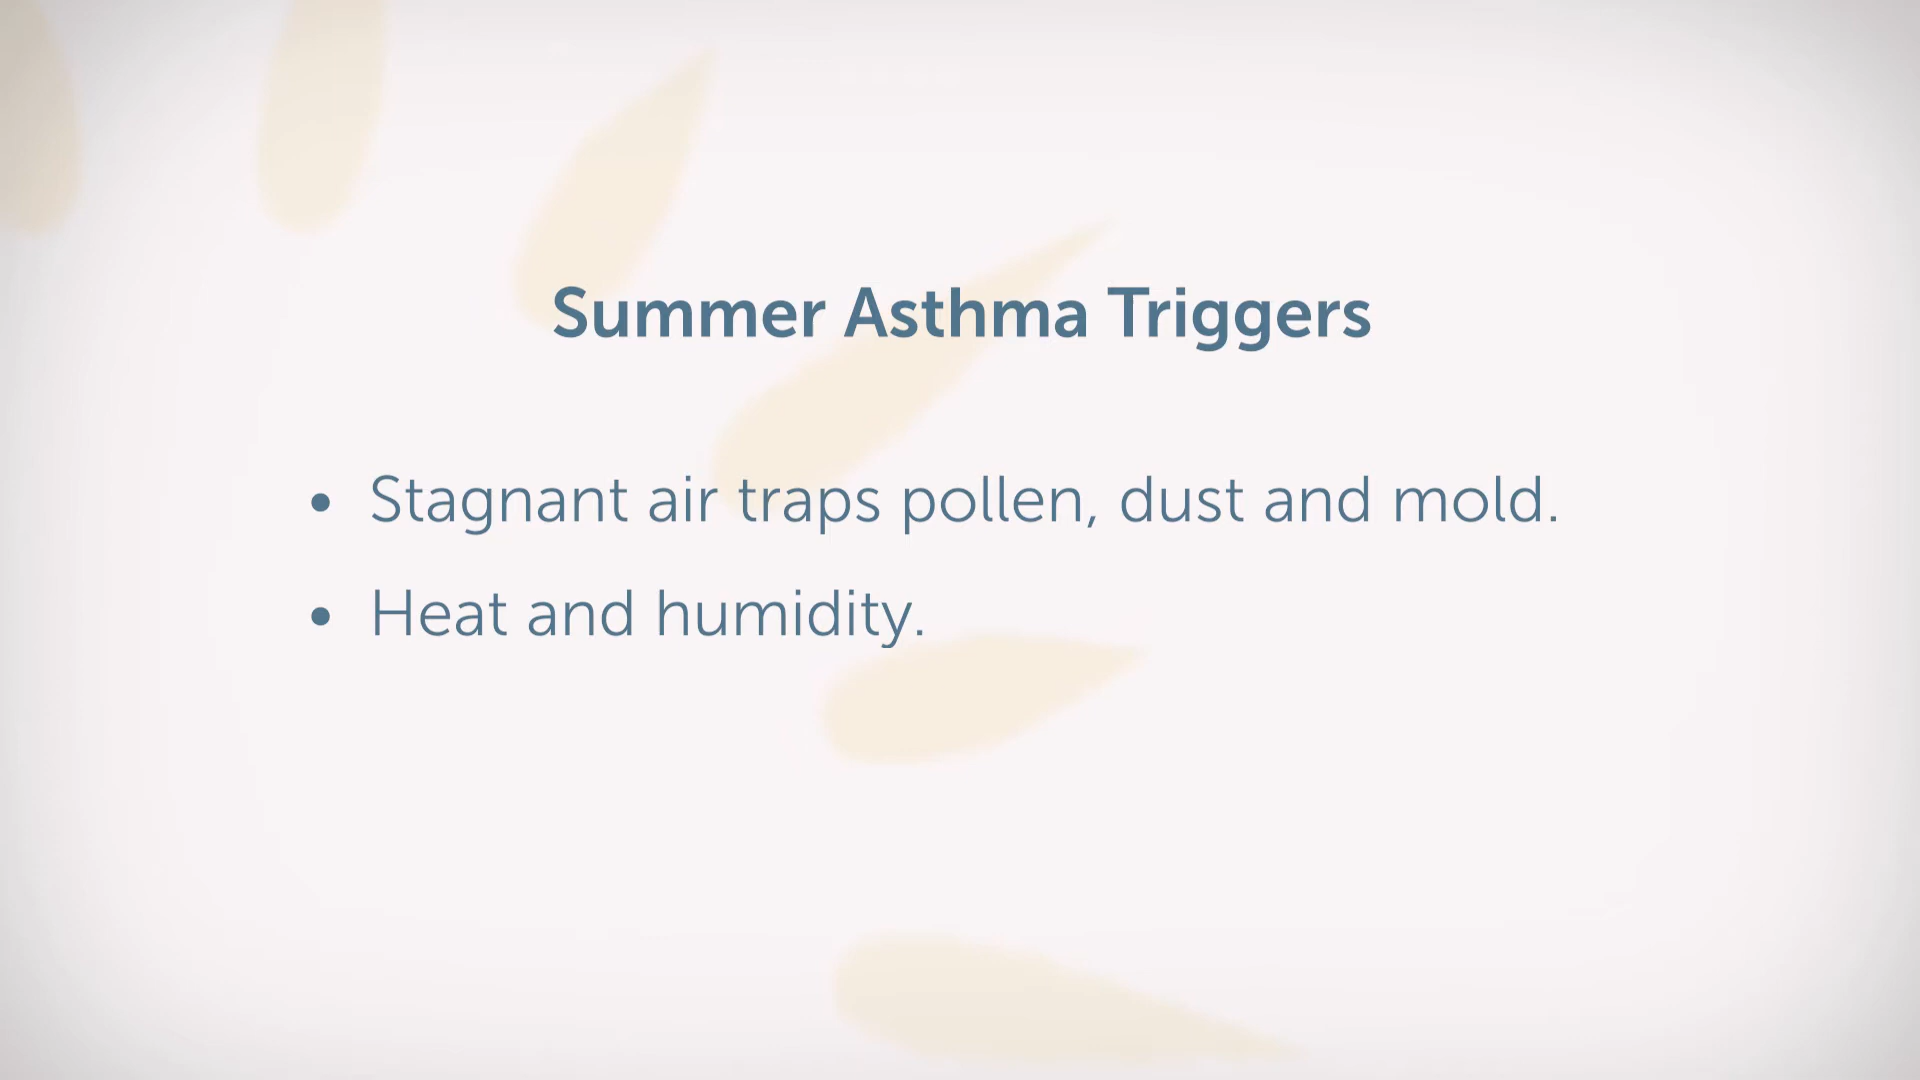 Summer Asthma Triggers
• Stagnant air traps pollen, dust and mold.
• Heat and humidity.